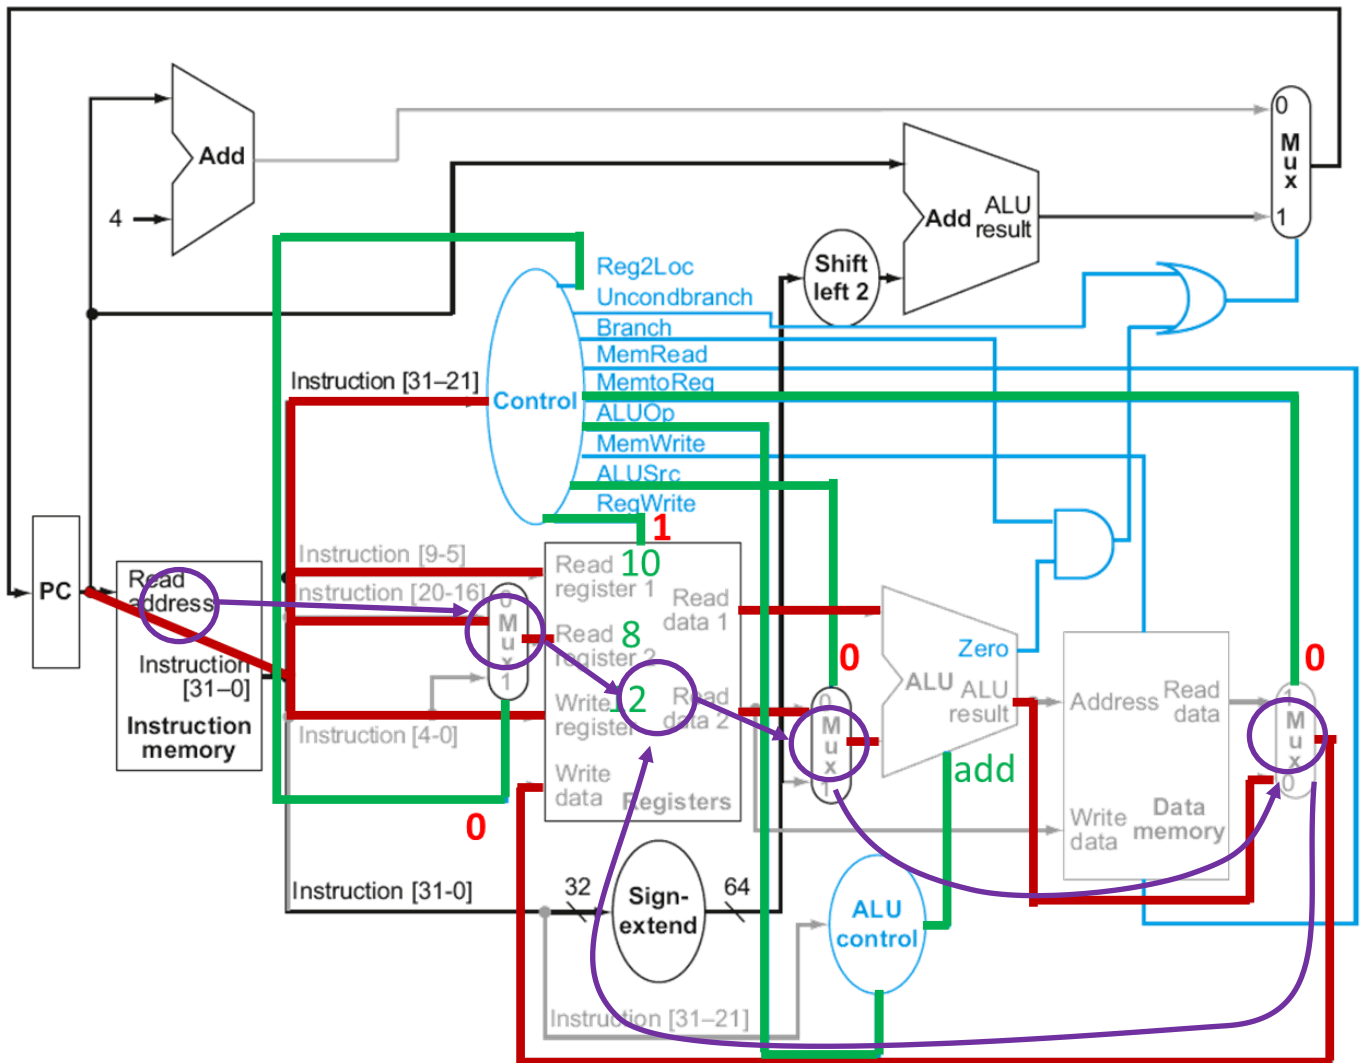 0
M
u
x
1
Add
4
Add
ALU
result
Shift
left 2
Reg2Loc
Uncondbranch
Branch
MemRead
MemtoReg
ALUOp
MemWrite
ALUSrc
RegWrite
Instruction [31–21]
Control
1
PC
Read
address
Instruction
[31–0]
Instruction
memory
Instruction [9-5]
Instruction [20-16]
Instruction [4-0]
0
M
u
x
1
0
Read
register 1
10
Read
register 2
8
Write
register
12
Write
data
Read
data 1
Read
data 2
Registers
0
0
M
u
x
1
Zero
ALU
ALU
result
add
Address
Read
data
Write
data
Data
memory
0
1
M
u
x
0
Instruction [31-0]
32
Sign-
extend
64
ALU
control
Instruction [31–21]